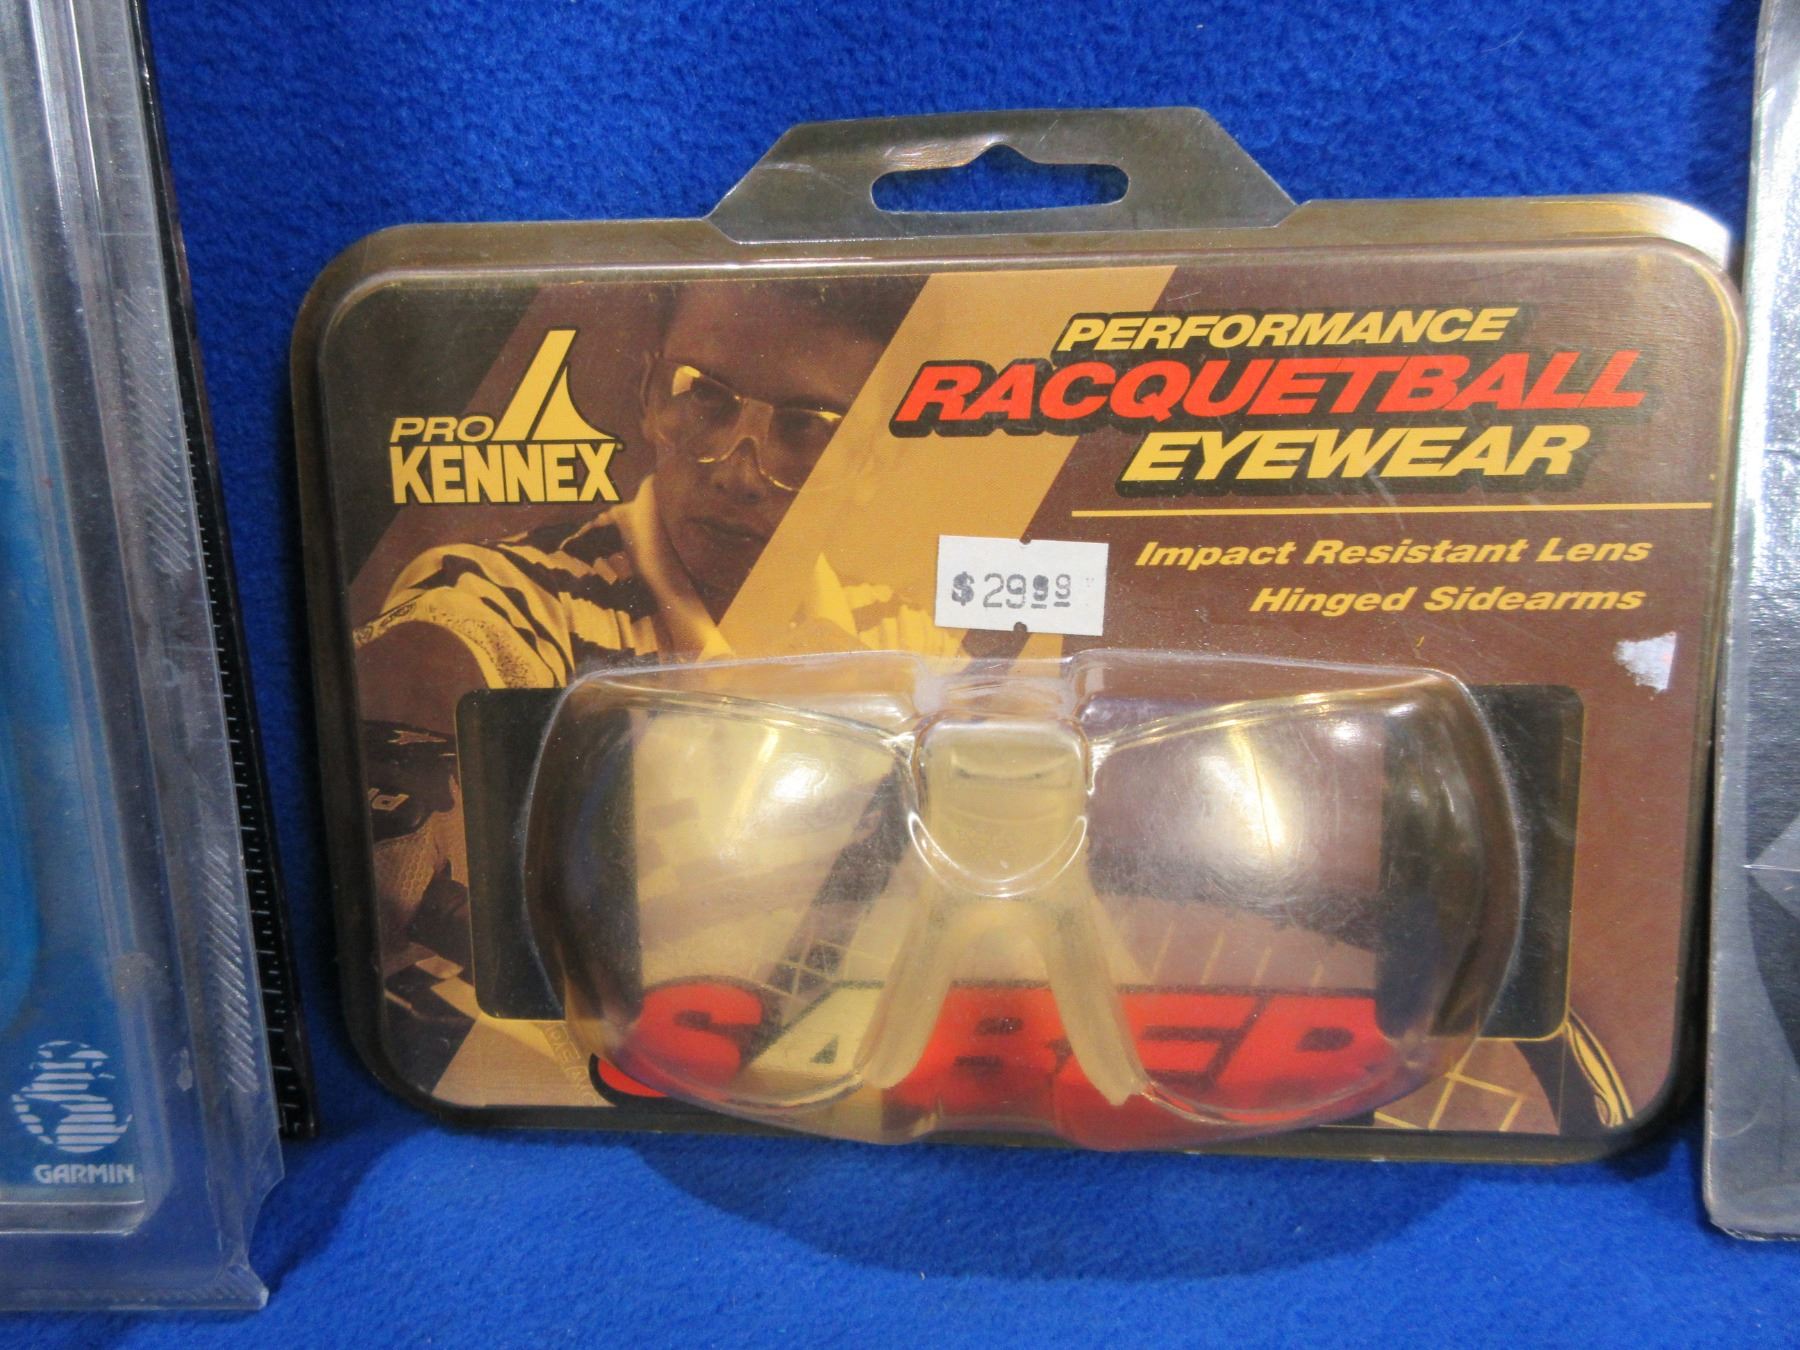 PRO
KENNEX
PERFORMANCE
RACQUETBALL
EYEWEAR
Impact Resistant Lens
Hinged Sidearms
$29.99
SABER
GARMIN